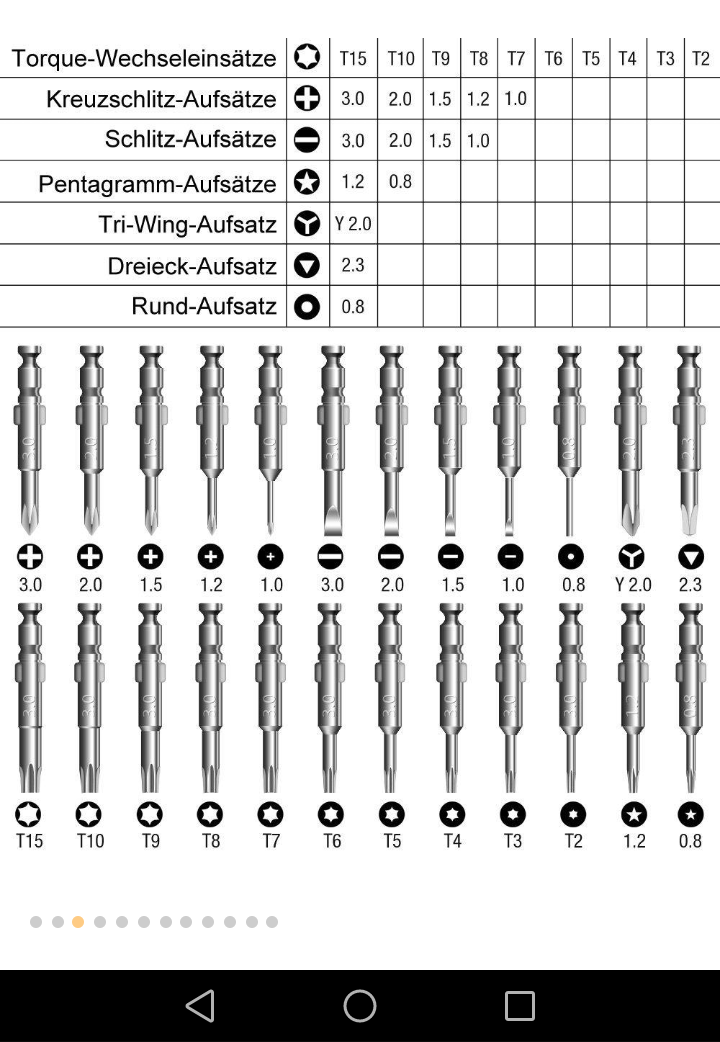 Torque-Wechseleinsätze T15 T10 T9 T8 T7 T6 T5 T4 T3 T2
Kreuzschlitz-Aufsätze 3.0 2.0 1.5 1.2 1.0
Schlitz-Aufsätze 3.0 2.0 1.5 1.0
Pentagramm-Aufsätze 1.2 0.8
Tri-Wing-Aufsatz Y 2.0
Dreieck-Aufsatz 2.3
Rund-Aufsatz 0.8
3.0 2.0 1.5 1.2 1.0 3.0 2.0 1.5 1.0 0.8 2.0 2.3
3.0 2.0 1.5 1.2 1.0 3.0 2.0 1.5 1.0 0.8 Y 2.0 2.3
3.0 3.0 3.0 3.0 3.0 3.0 3.0 3.0 3.0 3.0 1.2 0.8
T15 T10 T9 T8 T7 T6 T5 T4 T3 T2 1.2 0.8